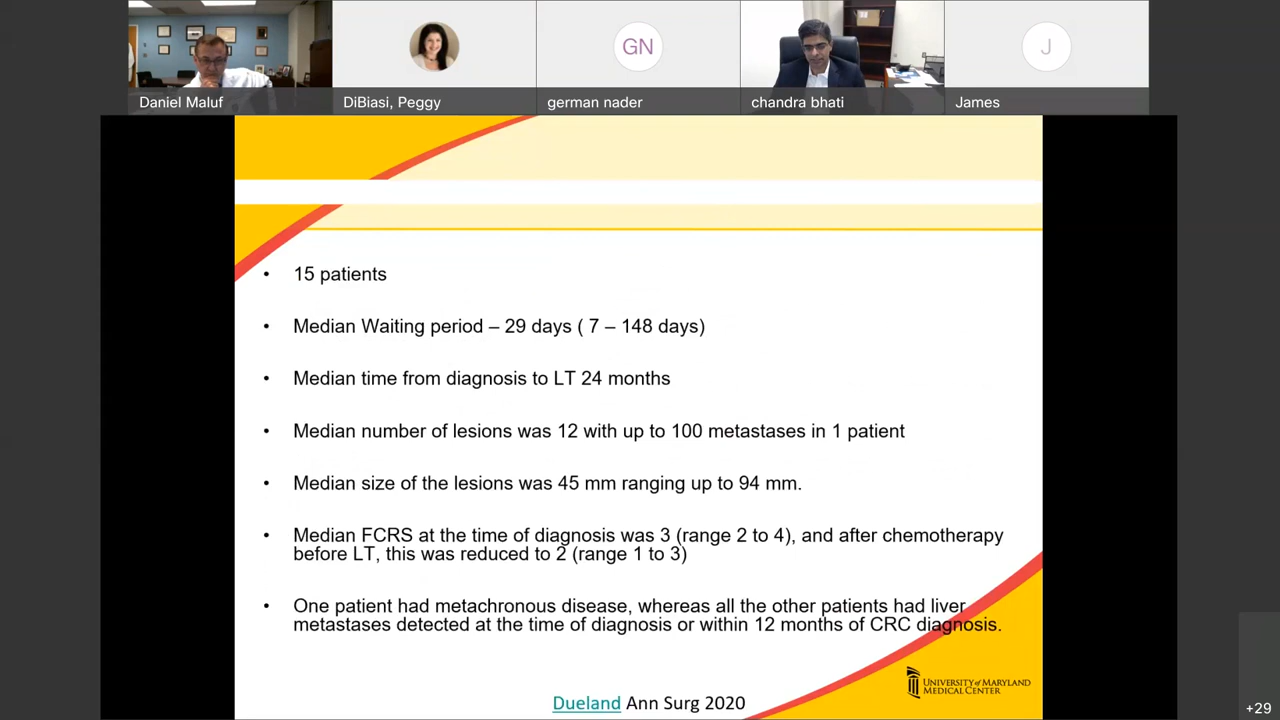 GN
J
Daniel Maluf
DiBiasi, Peggy
german nader
chandra bhati
James
• 15 patients
• Median Waiting period – 29 days ( 7 – 148 days)
• Median time from diagnosis to LT 24 months
• Median number of lesions was 12 with up to 100 metastases in 1 patient
• Median size of the lesions was 45 mm ranging up to 94 mm.
• Median FCRS at the time of diagnosis was 3 (range 2 to 4), and after chemotherapy
before LT, this was reduced to 2 (range 1 to 3)
• One patient had metachronous disease, whereas all the other patients had liver
metastases detected at the time of diagnosis or within 12 months of CRC diagnosis.
UNIVERSITY OF MARYLAND
MEDICAL CENTER
Dueland Ann Surg 2020
+29